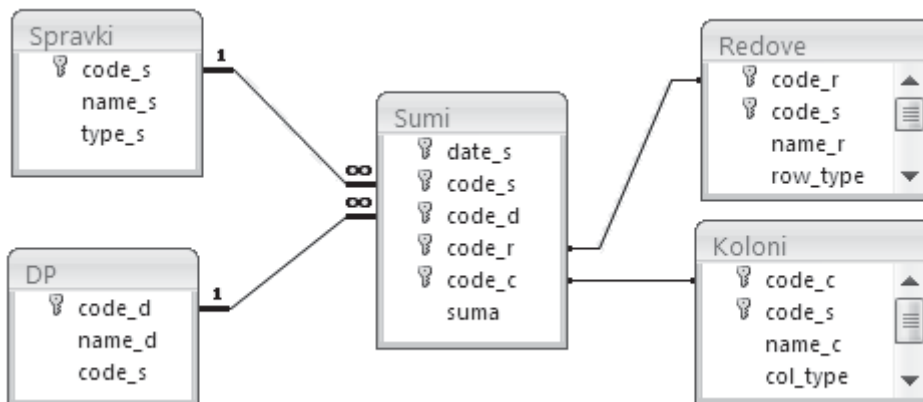 Spravki
code_s
name_s
type_s
1
DP
code_d
name_d
code_s
1
∞
∞
Sumi
date_s
code_s
code_d
code_r
code_c
suma
Redove
code_r
code_s
name_r
row_type
Koloni
code_c
code_s
name_c
col_type